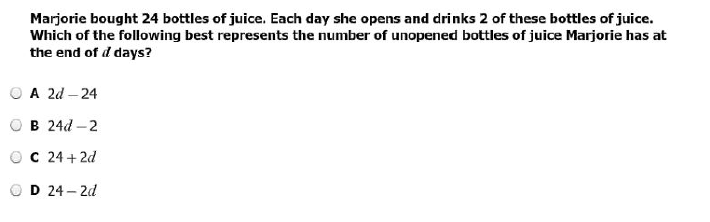 Marjorie bought 24 bottles of juice. Each day she opens and drinks 2 of these bottles of juice.
Which of the following best represents the number of unopened bottles of juice Marjorie has at
the end of d days?
A 2d – 24
B 24d – 2
C 24 + 2d
D 24 – 2d